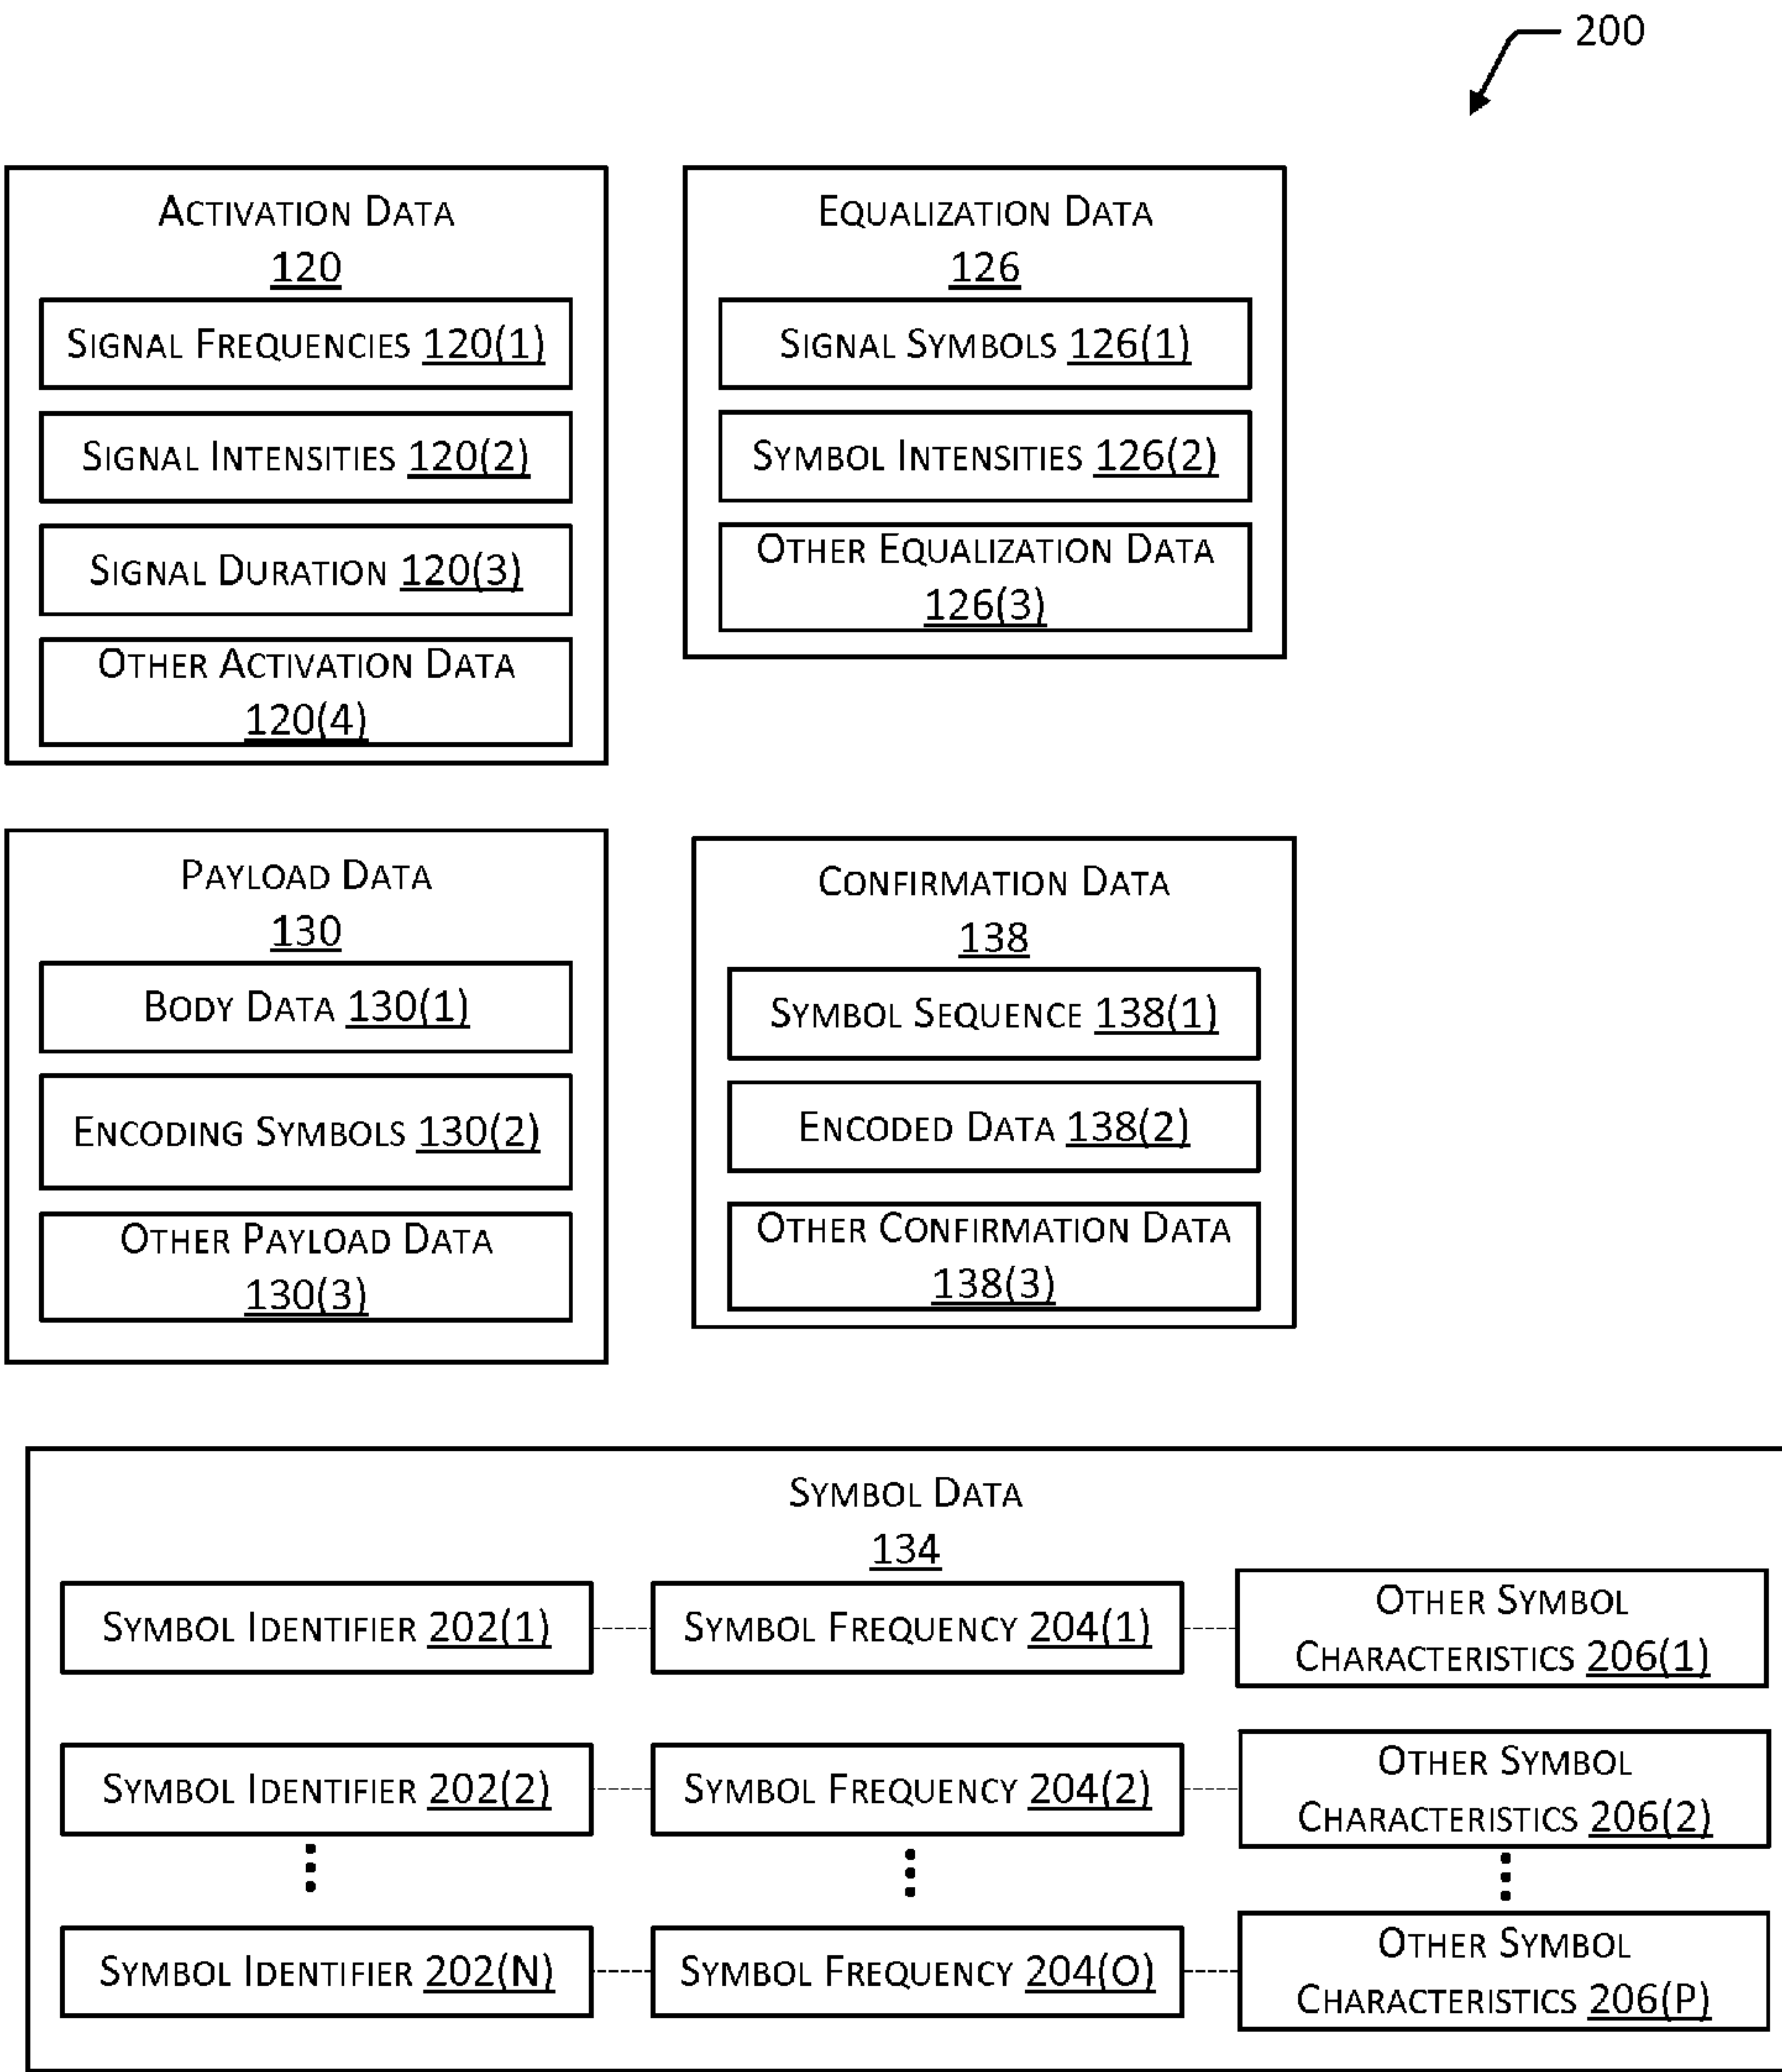 200
ACTIVATION DATA
120
SIGNAL FREQUENCIES 120(1)
SIGNAL INTENSITIES 120(2)
SIGNAL DURATION 120(3)
OTHER ACTIVATION DATA
120(4)
EQUALIZATION DATA
126
SIGNAL SYMBOLS 126(1)
SYMBOL INTENSITIES 126(2)
OTHER EQUALIZATION DATA
126(3)
PAYLOAD DATA
130
BODY DATA 130(1)
ENCODING SYMBOLS 130(2)
OTHER PAYLOAD DATA
130(3)
CONFIRMATION DATA
138
SYMBOL SEQUENCE 138(1)
ENCODED DATA 138(2)
OTHER CONFIRMATION DATA
138(3)
SYMBOL DATA
134
SYMBOL IDENTIFIER 202(1)
SYMBOL FREQUENCY 204(1)
OTHER SYMBOL
CHARACTERISTICS 206(1)
SYMBOL IDENTIFIER 202(2)
SYMBOL FREQUENCY 204(2)
OTHER SYMBOL
CHARACTERISTICS 206(2)
SYMBOL IDENTIFIER 202(N)
SYMBOL FREQUENCY 204(O)
OTHER SYMBOL
CHARACTERISTICS 206(P)